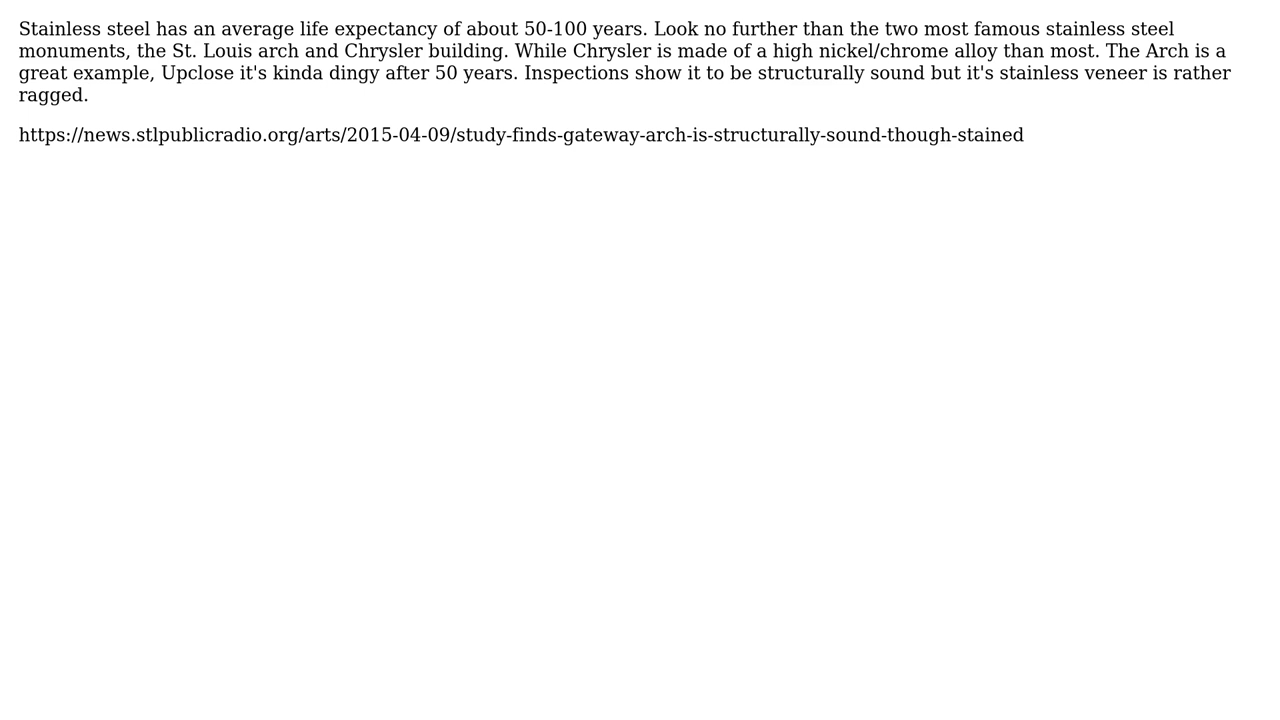 Stainless steel has an average life expectancy of about 50-100 years. Look no further than the two most famous stainless steel
monuments, the St. Louis arch and Chrysler building. While Chrysler is made of a high nickel/chrome alloy than most. The Arch is a
great example, Upclose it's kinda dingy after 50 years. Inspections show it to be structurally sound but it's stainless veneer is rather
ragged.
https://news.stlpublicradio.org/arts/2015-04-09/study-finds-gateway-arch-is-structurally-sound-though-stained